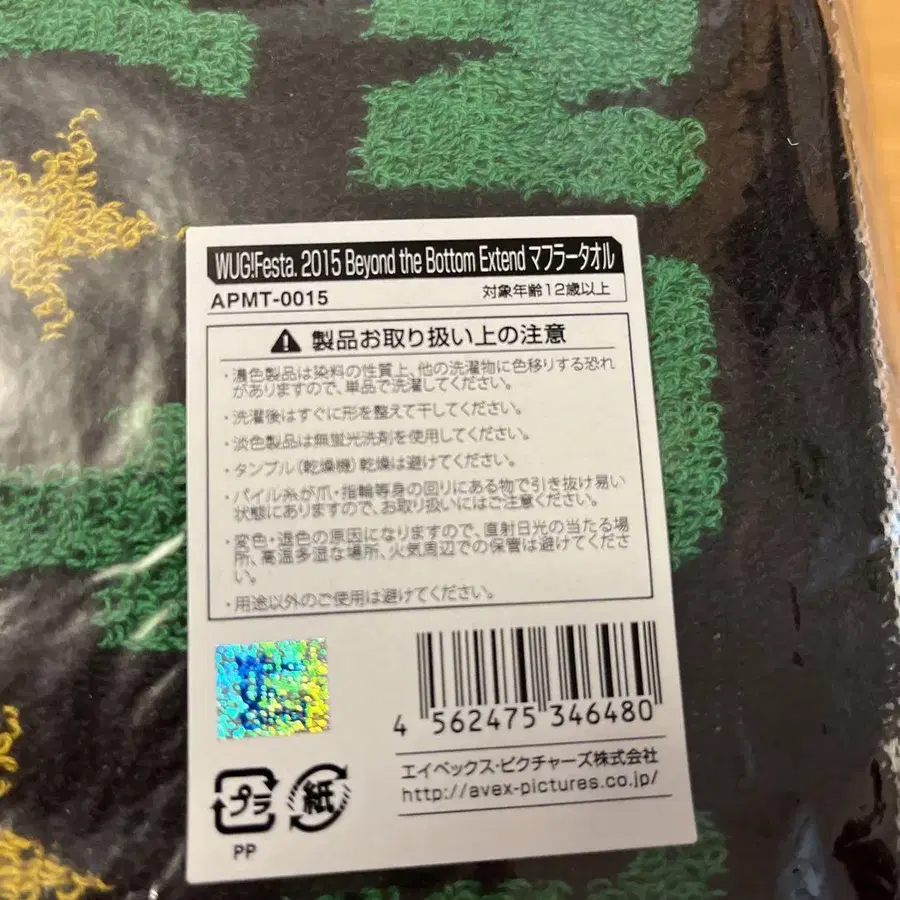 WUG!Festa. 2015 Beyond the Bottom Extend マフラータオル
APMT-0015 対象年齢12歳以上
製品お取り扱い上の注意
・濃色製品は染料の性質上、他の洗濯物に色移りする恐れ
がありますので、単品で洗濯してください。
・洗濯後はすぐに形を整えて干してください。
・淡色製品は無蛍光洗剤を使用してください。
・タンブル(乾燥機)乾燥は避けてください。
・パイル糸が爪・指輪等身の回りにある物で引き抜け易い
状態にありますので、お取り扱いにはご注意ください。
・変色・退色の原因になりますので、直射日光の当たる場
所、高温多湿な場所、火気周辺での保管は避けてくださ
い。
・用途以外のご使用は避けてください。
4 562475 346480
エイベックス・ピクチャーズ株式会社
http://avex-pictures.co.jp/
プラ 紙
PP